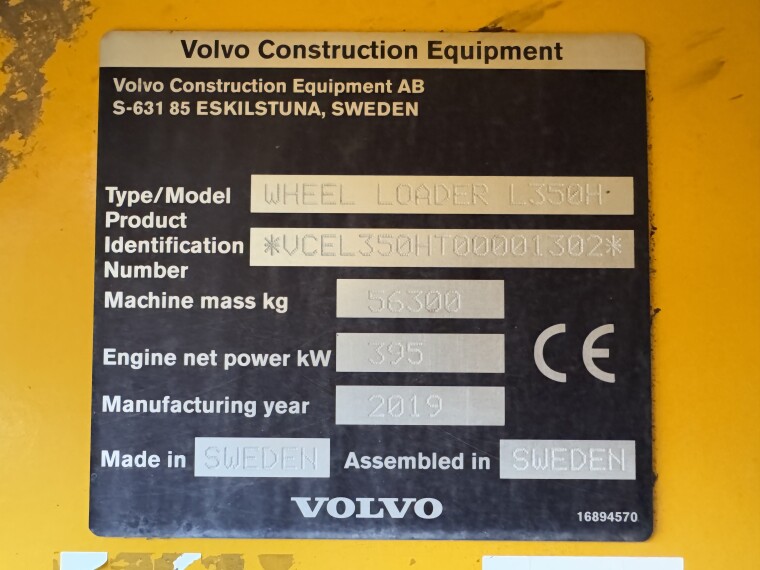 Volvo Construction Equipment
Volvo Construction Equipment AB
S-631 85 ESKILSTUNA, SWEDEN
Type/Model WHEEL LOADER L350H
Product
Identification *VCEL350HT00001302*
Number
Machine mass kg 56300
Engine net power kW 395
CE
Manufacturing year 2019
Made in SWEDEN Assembled in SWEDEN
VOLVO
16894570